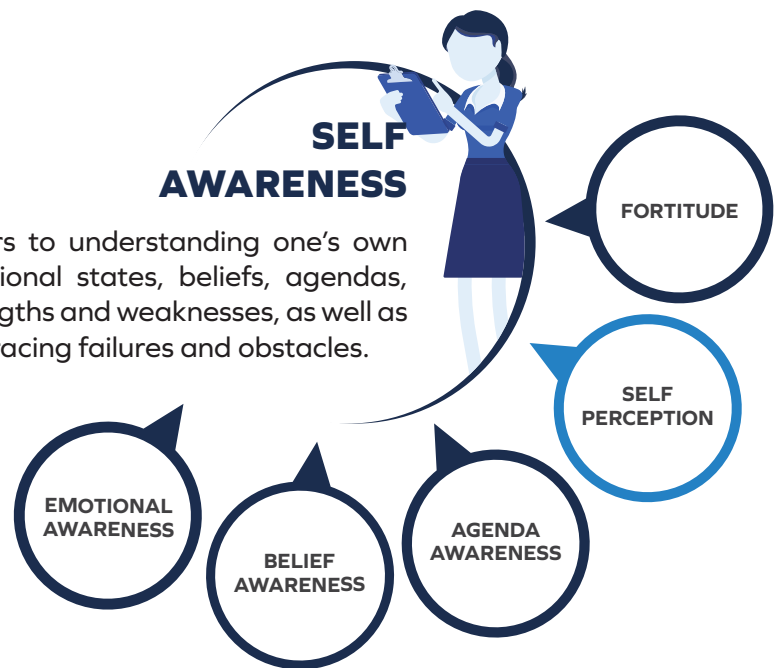 SELF
AWARENESS
rs to understanding one’s own
ional states, beliefs, agendas,
gths and weaknesses, as well as
racing failures and obstacles.
FORTITUDE
SELF
PERCEPTION
AGENDA
AWARENESS
BELIEF
AWARENESS
EMOTIONAL
AWARENESS